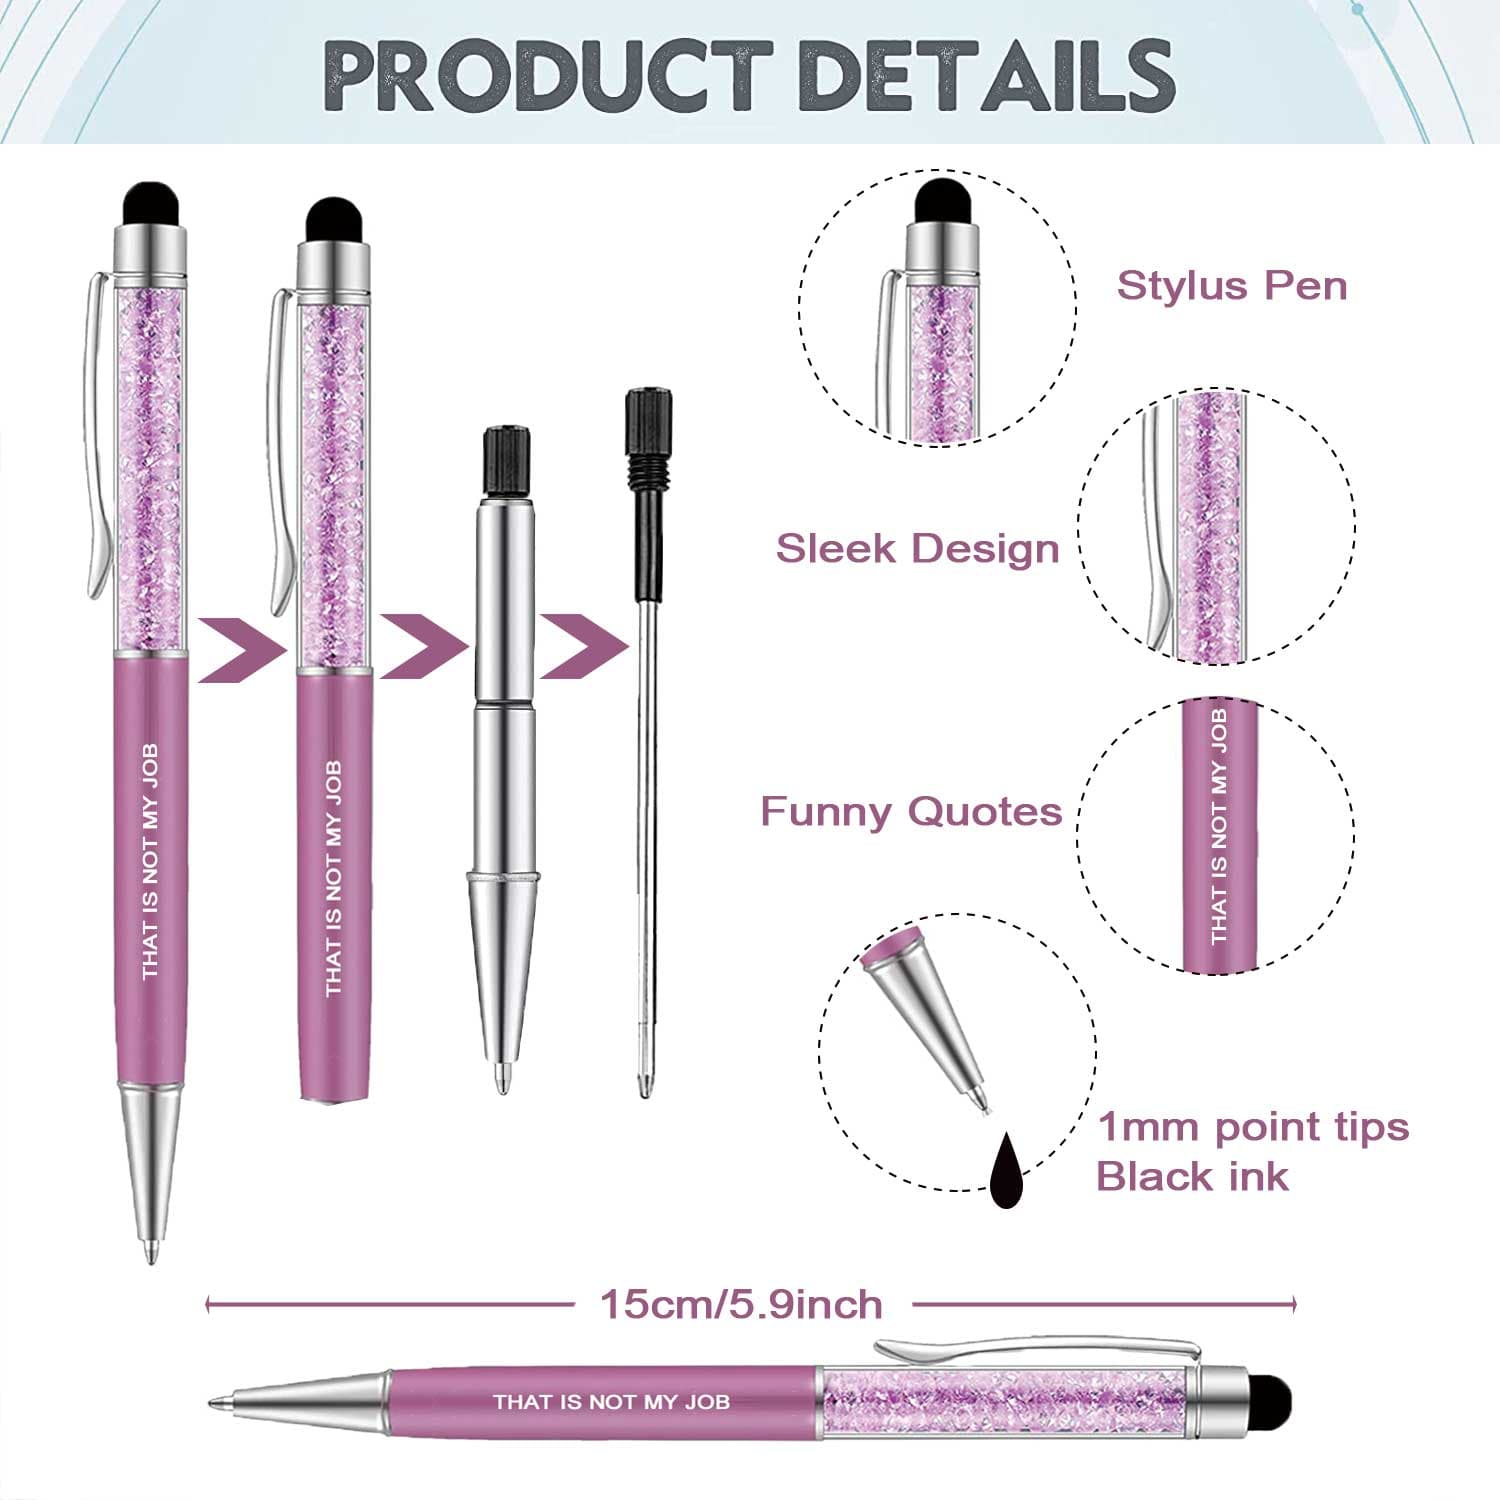 PRODUCT DETAILS
Stylus Pen
Sleek Design
THAT IS NOT MY JOB
THAT IS NOT MY JOB
Funny Quotes
THAT IS NOT MY JOB
1mm point tips
Black ink
15cm/5.9inch
THAT IS NOT MY JOB